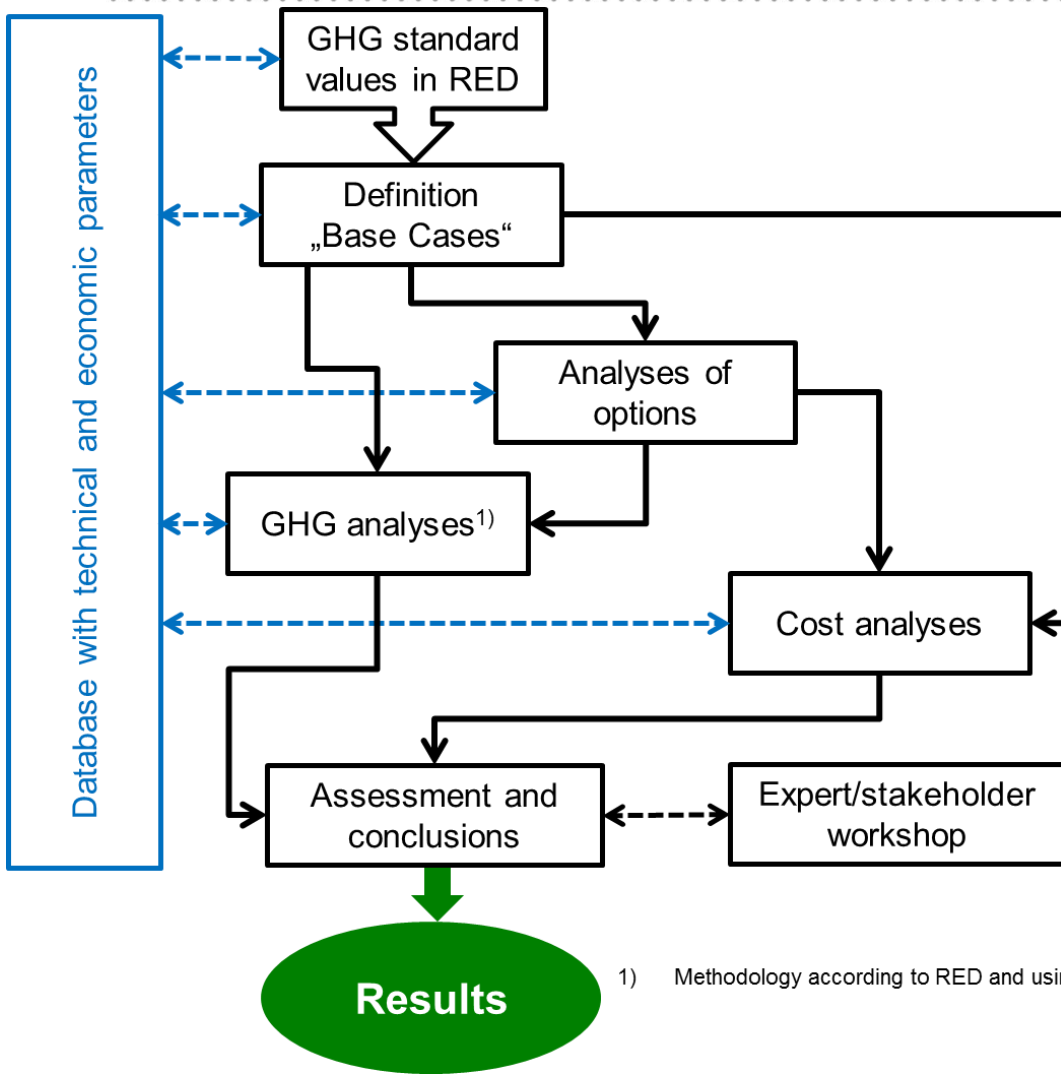 GHG standard
values in RED
Database with technical and economic parameters
Definition
„Base Cases“
Analyses of
options
GHG analyses1)
Cost analyses
Assessment and
conclusions
Expert/stakeholder
workshop
Results
1) Methodology according to RED and usin